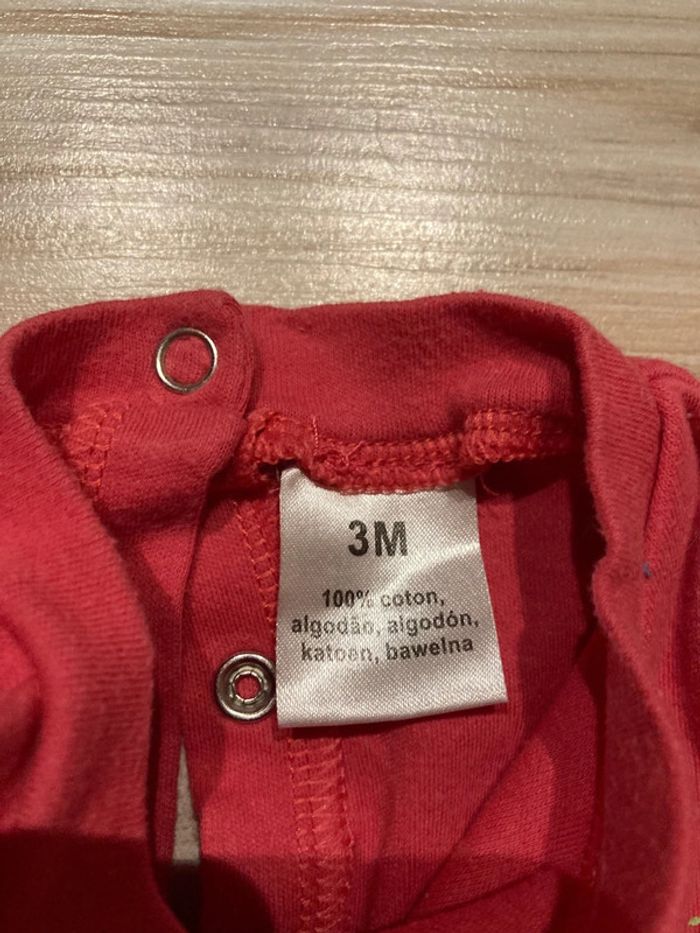 3M
100% coton,
algodão, algodón,
katoen, bawelna